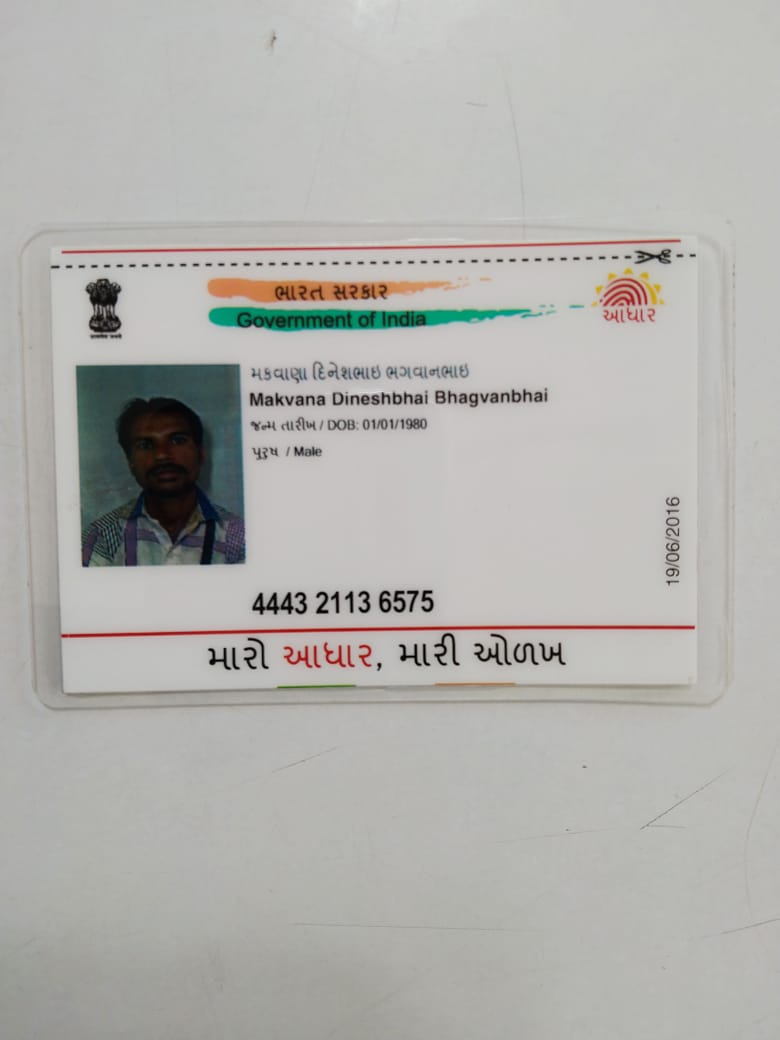 ભારત સરકાર
Government of India
આધાર
મકવાણા દિનેશભાઇ ભગવાનભાઇ
Makvana Dineshbhai Bhagvanbhai
જન્મ તારીખ / DOB: 01/01/1980
પુરુષ / Male
19/06/2016
4443 2113 6575
મારો આધાર, મારી ઓળખ